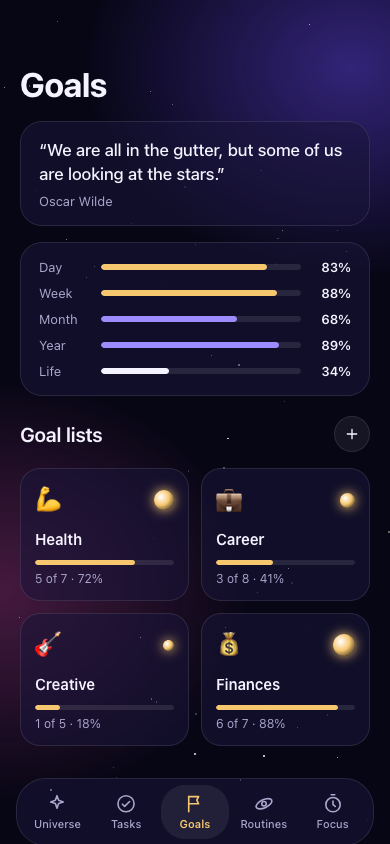 Goals
“We are all in the gutter, but some of us
are looking at the stars.”
Oscar Wilde
Day 83%
Week 88%
Month 68%
Year 89%
Life 34%
Goal lists +
Health
5 of 7 · 72%
Career
3 of 8 · 41%
Creative
1 of 5 · 18%
Finances
6 of 7 · 88%
Universe Tasks Goals Routines Focus